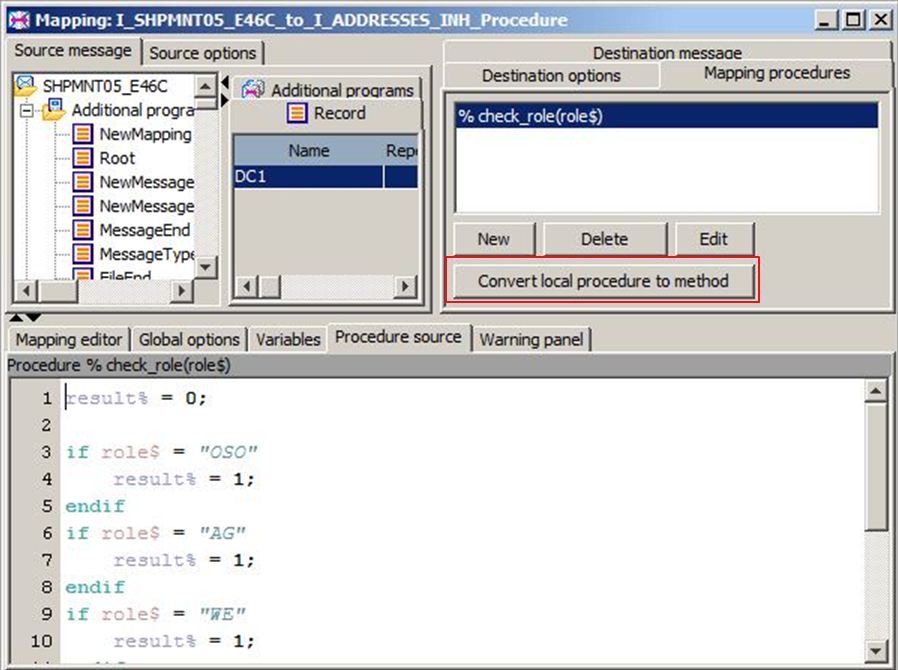 Mapping: I_SHPMNT05_E46C_to_I_ADDRESSES_INH_Procedure
Source message
Source options
SHPMNT05_E46C
Additional progra
NewMapping
Root
NewMessage
NewMessage
MessageEnd
MessageType
FileEnd
Additional programs
Record
Name Rep
DC1
Destination message
Destination options
Mapping procedures
% check_role(role$)
New
Delete
Edit
Convert local procedure to method
Mapping editor
Global options
Variables
Procedure source
Warning panel
Procedure % check_role(role$)
1 result% = 0;
2
3 if role$ = "OSO"
4 result% = 1;
5 endif
6 if role$ = "AG"
7 result% = 1;
8 endif
9 if role$ = "WE"
10 result% = 1;